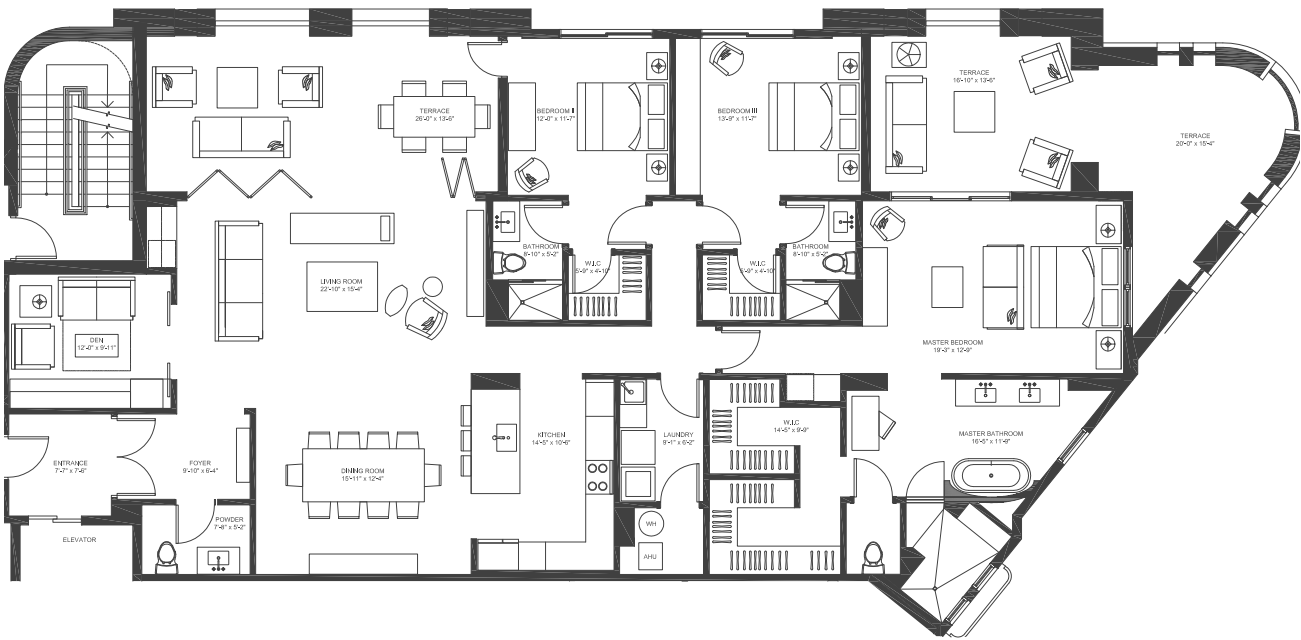 TERRACE
26'-0" x 13'-6"
BEDROOM II
12'-0" x 11'-7"
BEDROOM III
13'-9" x 11'-7"
TERRACE
16'-10" x 13'-6"
TERRACE
20'-0" x 15'-4"
BATHROOM
8'-10" x 5'-2"
W.I.C
5'-9" x 4'-10"
W.I.C
5'-9" x 4'-10"
BATHROOM
8'-10" x 5'-2"
LIVING ROOM
22'-10" x 15'-4"
DEN
12'-0" x 9'-11"
MASTER BEDROOM
19'-3" x 12'-9"
W.I.C
14'-5" x 9'-9"
MASTER BATHROOM
16'-5" x 11'-9"
KITCHEN
14'-5" x 10'-6"
LAUNDRY
9'-1" x 6'-2"
ENTRANCE
7'-7" x 7'-6"
FOYER
9'-10" x 6'-4"
DINING ROOM
15'-11" x 12'-4"
POWDER
7'-8" x 5'-2"
ELEVATOR
WH
AHU